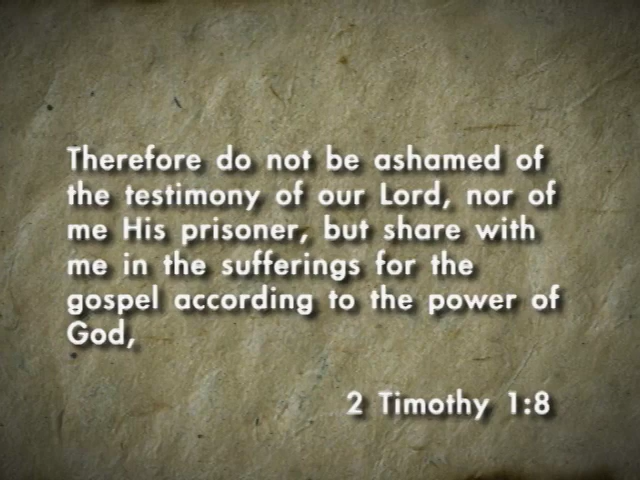 Therefore do not be ashamed of
the testimony of our Lord, nor of
me His prisoner, but share with
me in the sufferings for the
gospel according to the power of
God,
2 Timothy 1:8